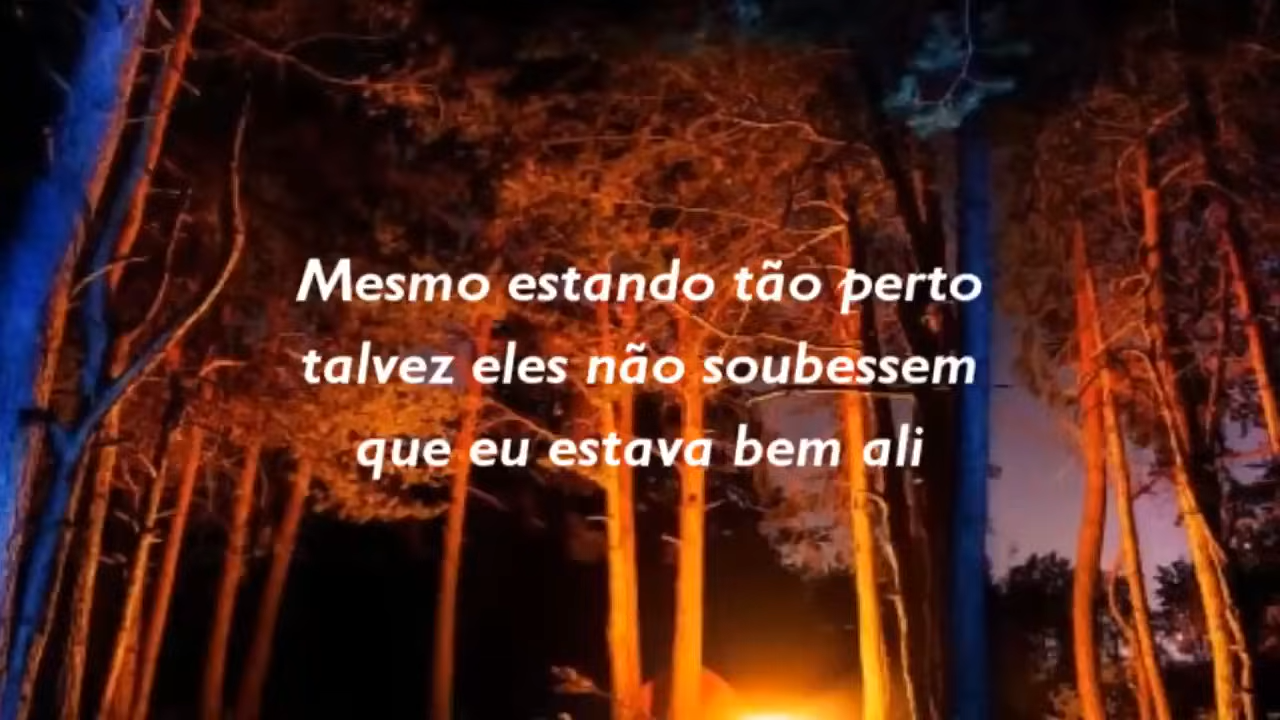 Mesmo estando tão perto
talvez eles não soubessem
que eu estava bem ali